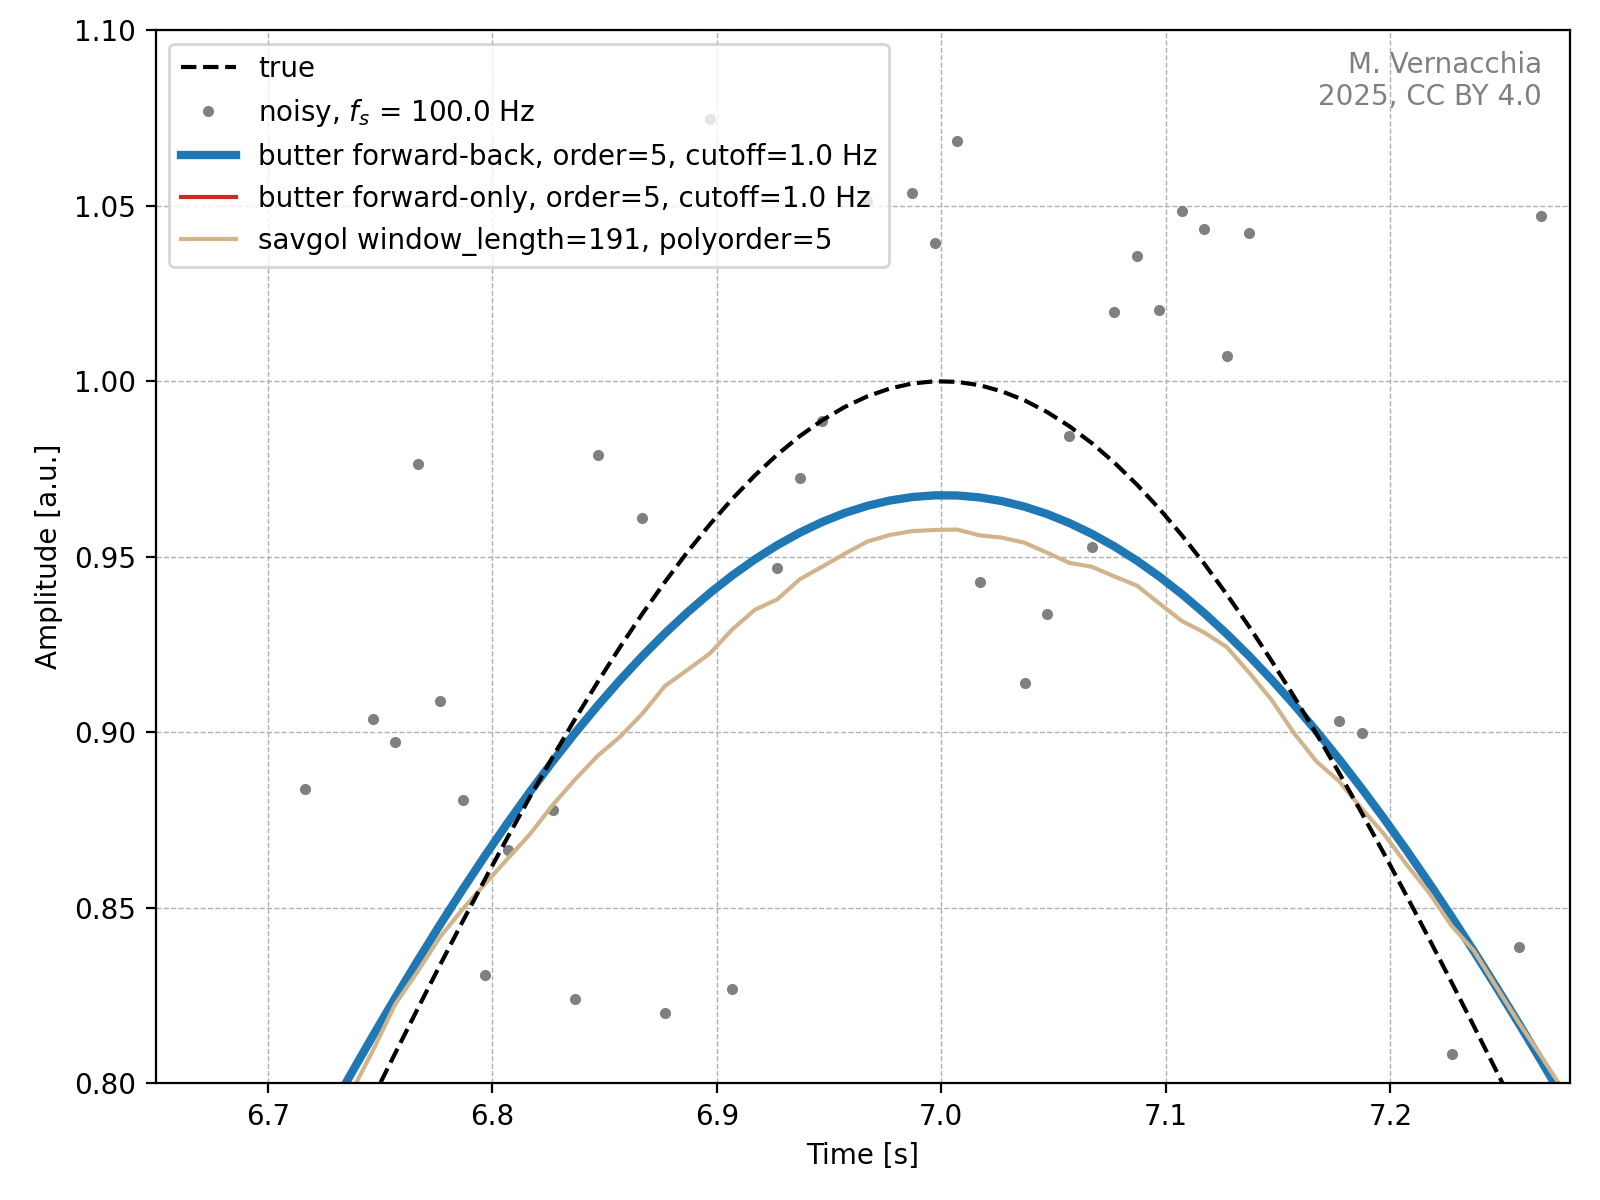 M. Vernacchia
2025, CC BY 4.0
true
noisy, fs = 100.0 Hz
butter forward-back, order=5, cutoff=1.0 Hz
butter forward-only, order=5, cutoff=1.0 Hz
savgol window_length=191, polyorder=5
1.10
1.05
1.00
0.95
0.90
0.85
0.80
Amplitude [a.u.]
6.7 6.8 6.9 7.0 7.1 7.2
Time [s]